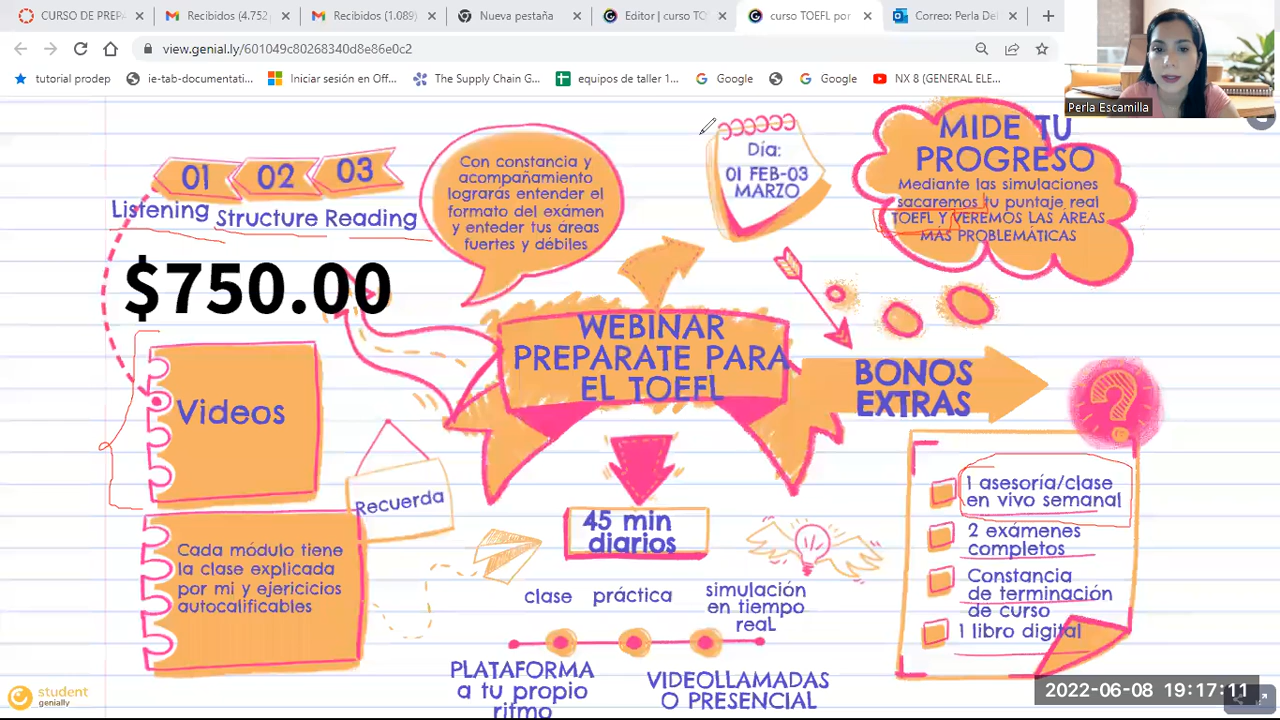 CURSO DE PREPA
Recibidos (4.752)
Recibidos (1.089)
Nueva pestaña
Editor | curso TO
curso TOEFL por
Correo: Perla De
view.genial.ly/601049c80268340d8e86e0c2
tutorial prodep
ie-tab-documentati...
Iniciar sesión en Off...
The Supply Chain G...
equipos de taller 1...
Google
Google
NX 8 (GENERAL ELE...
Perla Escamilla
01
02
03
Listening
Structure
Reading
$750.00
Con constancia y
acompañamiento
lograrás entender el
formato del exámen
y enteder tus áreas
fuertes y débiles
Día:
01 FEB-03
MARZO
MIDE TU
PROGRESO
Mediante las simulaciones
sacaremos tu puntaje real
TOEFL Y VEREMOS LAS ÁREAS
MÁS PROBLEMÁTICAS
WEBINAR
PREPARATE PARA
EL TOEFL
BONOS
EXTRAS
?
Videos
Recuerda
Cada módulo tiene
la clase explicada
por mi y ejericicios
autocalificables
45 min
diarios
clase
práctica
simulación
en tiempo
reaL
PLATAFORMA
a tu propio
ritmo
VIDEOLLAMADAS
O PRESENCIAL
1 asesoría/clase
en vivo semanal
2 exámenes
completos
Constancia
de terminación
de curso
1 libro digital
student
genially
2022-06-08 19:17:11